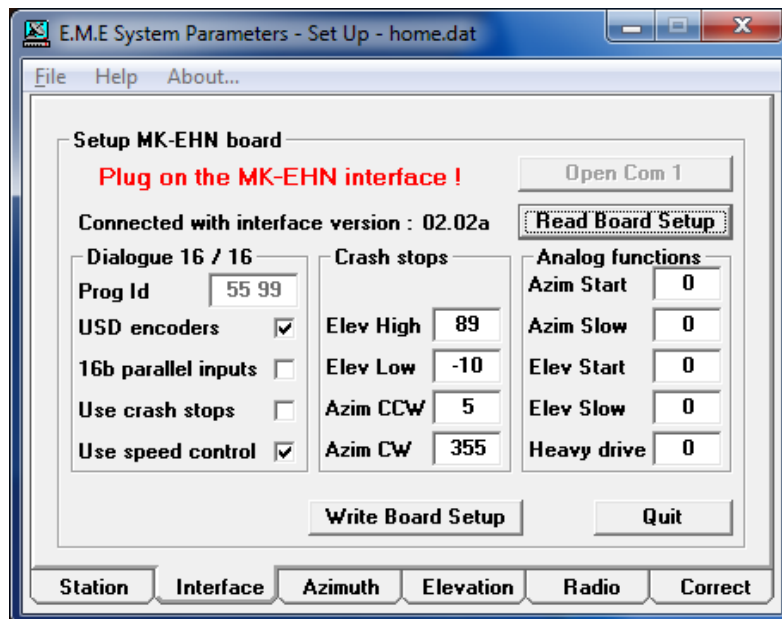 E.M.E System Parameters - Set Up - home.dat
File Help About...
Setup MK-EHN board
Plug on the MK-EHN interface !
Open Com 1
Connected with interface version : 02.02a
Read Board Setup
Dialogue 16 / 16
Prog Id 55 99
USD encoders
16b parallel inputs
Use crash stops
Use speed control
Crash stops
Elev High 89
Elev Low -10
Azim CCW 5
Azim CW 355
Analog functions
Azim Start 0
Azim Slow 0
Elev Start 0
Elev Slow 0
Heavy drive 0
Write Board Setup
Quit
Station Interface Azimuth Elevation Radio Correct